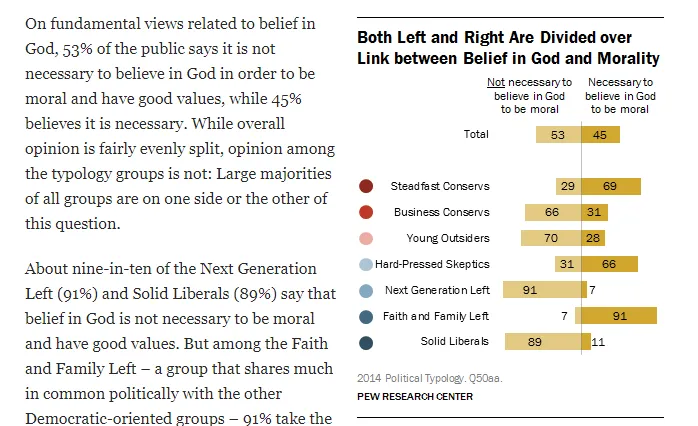 On fundamental views related to belief in
God, 53% of the public says it is not
necessary to believe in God in order to be
moral and have good values, while 45%
believes it is necessary. While overall
opinion is fairly evenly split, opinion among
the typology groups is not: Large majorities
of all groups are on one side or the other of
this question.
About nine-in-ten of the Next Generation
Left (91%) and Solid Liberals (89%) say that
belief in God is not necessary to be moral
and have good values. But among the Faith
and Family Left – a group that shares much
in common politically with the other
Democratic-oriented groups – 91% take the
Both Left and Right Are Divided over
Link between Belief in God and Morality
Not necessary to
believe in God
to be moral
Necessary to
believe in God
to be moral
Total 53 45
Steadfast Conservs 29 69
Business Conservs 66 31
Young Outsiders 70 28
Hard-Pressed Skeptics 31 66
Next Generation Left 91 7
Faith and Family Left 7 91
Solid Liberals 89 11
2014 Political Typology. Q50aa.
PEW RESEARCH CENTER